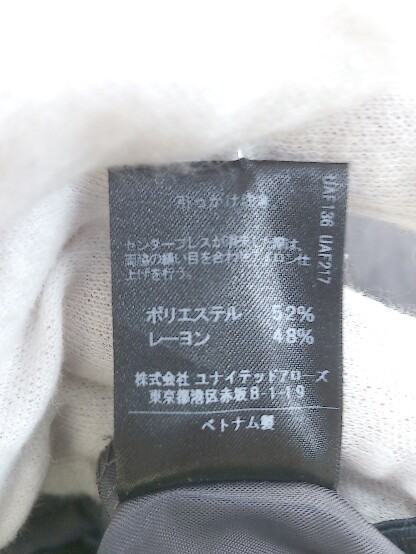 引っかけ注意
センタープレスが消失した際は、
両脇の縫い目を合わせアイロン仕
上げを行う。
ポリエステル 52%
レーヨン 48%
株式会社 ユナイテッドアローズ
東京都港区赤坂8-1-19
ベトナム製
UAF136 UAF217